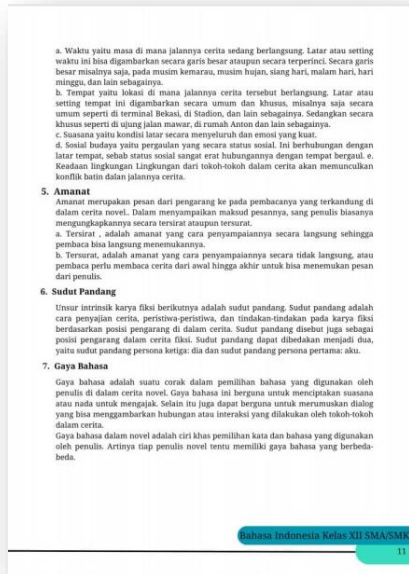 a. Waktu yaitu masa di mana jalannya cerita sedang berlangsung. Latar atau setting
waktu ini bisa digambarkan secara garis besar ataupun secara terperinci. Secara garis
besar misalnya saja, pada musim kemarau, musim hujan, siang hari, malam hari, hari
minggu, dan lain sebagainya.
b. Tempat yaitu lokasi di mana jalannya cerita tersebut berlangsung. Latar atau
setting tempat ini digambarkan secara umum dan khusus, misalnya saja secara
umum seperti di terminal Bekasi, di Stadion, dan lain sebagainya. Sedangkan secara
khusus seperti di ujung jalan mawar, di rumah Anton dan lain sebagainya.
c. Suasana yaitu kondisi latar secara menyeluruh dan emosi yang kuat.
d. Sosial budaya yaitu pergaulan yang secara status sosial. Ini berhubungan dengan
latar tempat, sebab status sosial sangat erat hubungannya dengan tempat bergaul. e.
Keadaan lingkungan Lingkungan dari tokoh-tokoh dalam cerita akan memunculkan
konflik batin dalam jalannya cerita.
5. Amanat
Amanat merupakan pesan dari pengarang ke pada pembacanya yang terkandung di
dalam cerita novel.. Dalam menyampaikan maksud pesannya, sang penulis biasanya
mengungkapkannya secara tersirat ataupun tersurat.
a. Tersirat , adalah amanat yang cara penyampaiannya secara langsung sehingga
pembaca bisa langsung menemukannya.
b. Tersurat, adalah amanat yang cara penyampaiannya secara tidak langsung, atau
pembaca perlu membaca cerita dari awal hingga akhir untuk bisa menemukan pesan
dari penulis.
6. Sudut Pandang
Unsur intrinsik karya fiksi berikutnya adalah sudut pandang. Sudut pandang adalah
cara penyajian cerita, peristiwa-peristiwa, dan tindakan-tindakan pada karya fiksi
berdasarkan posisi pengarang di dalam cerita. Sudut pandang disebut juga sebagai
posisi pengarang dalam cerita fiksi. Sudut pandang dapat dibedakan menjadi dua,
yaitu sudut pandang persona ketiga: dia dan sudut pandang persona pertama: aku.
7. Gaya Bahasa
Gaya bahasa adalah suatu corak dalam pemilihan bahasa yang digunakan oleh
penulis di dalam cerita novel. Gaya bahasa ini berguna untuk menciptakan suasana
atau nada untuk mengajak. Selain itu juga dapat berguna untuk merumuskan dialog
yang bisa menggambarkan hubungan atau interaksi yang dilakukan oleh tokoh-tokoh
dalam cerita.
Gaya bahasa dalam novel adalah ciri khas pemilihan kata dan bahasa yang digunakan
oleh penulis. Artinya tiap penulis novel tentu memiliki gaya bahasa yang berbeda-
beda.
Bahasa Indonesia Kelas XII SMA/SMK
11